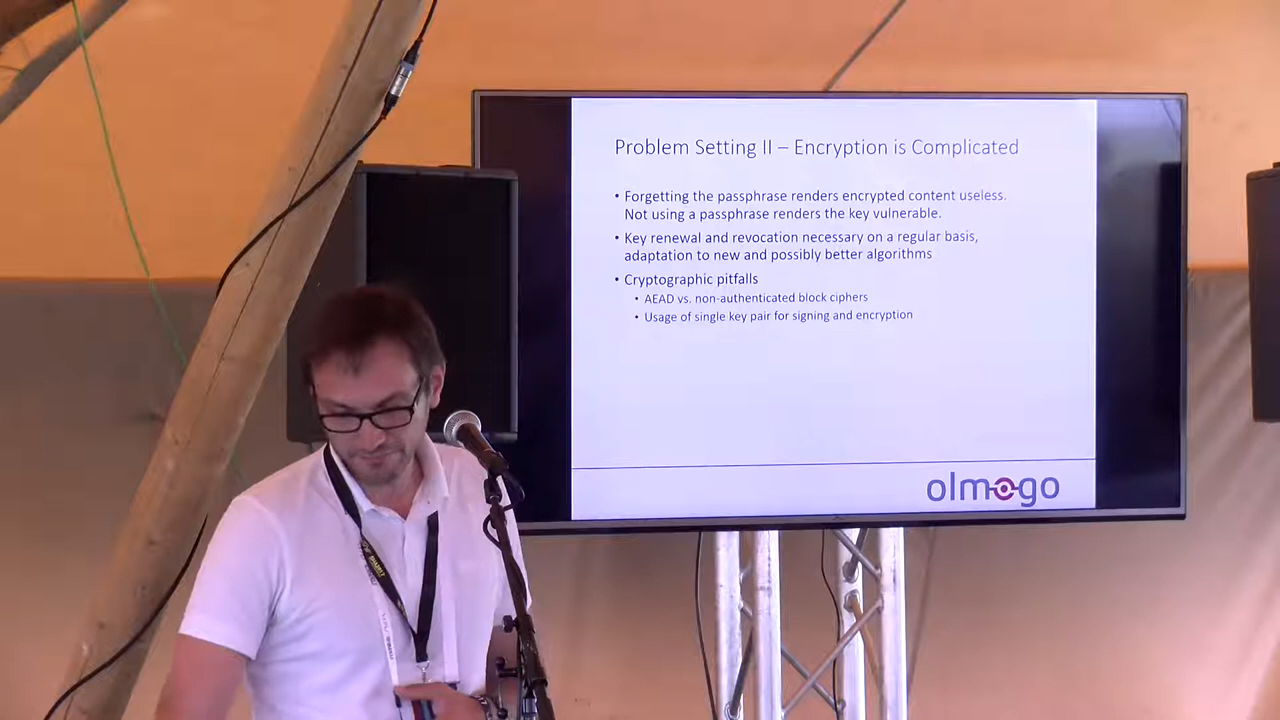 Problem Setting II – Encryption is Complicated
• Forgetting the passphrase renders encrypted content useless.
Not using a passphrase renders the key vulnerable.
• Key renewal and revocation necessary on a regular basis,
adaptation to new and possibly better algorithms
• Cryptographic pitfalls
• AEAD vs. non-authenticated block ciphers
• Usage of single key pair for signing and encryption
olmogo